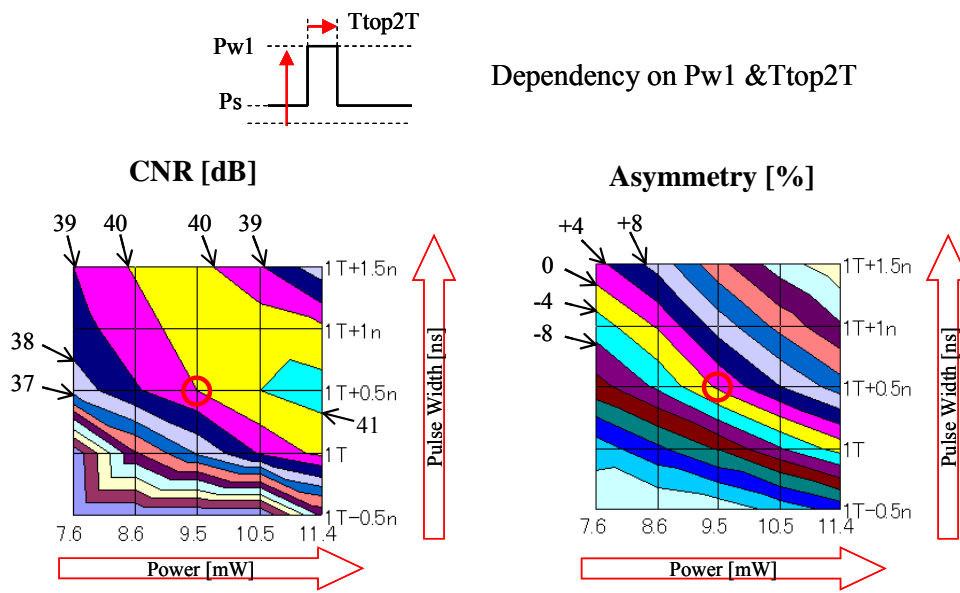 Ttop2T
Pw1
Ps
Dependency on Pw1 &Ttop2T
CNR [dB]
39
40
40
39
38
37
41
1T+1.5n
1T+1n
1T+0.5n
1T
1T-0.5n
7.6
8.6
9.5
10.5
11.4
Power [mW]
Pulse Width [ns]
Asymmetry [%]
+4
+8
0
-4
-8
1T+1.5n
1T+1n
1T+0.5n
1T
1T-0.5n
7.6
8.6
9.5
10.5
11.4
Power [mW]
Pulse Width [ns]